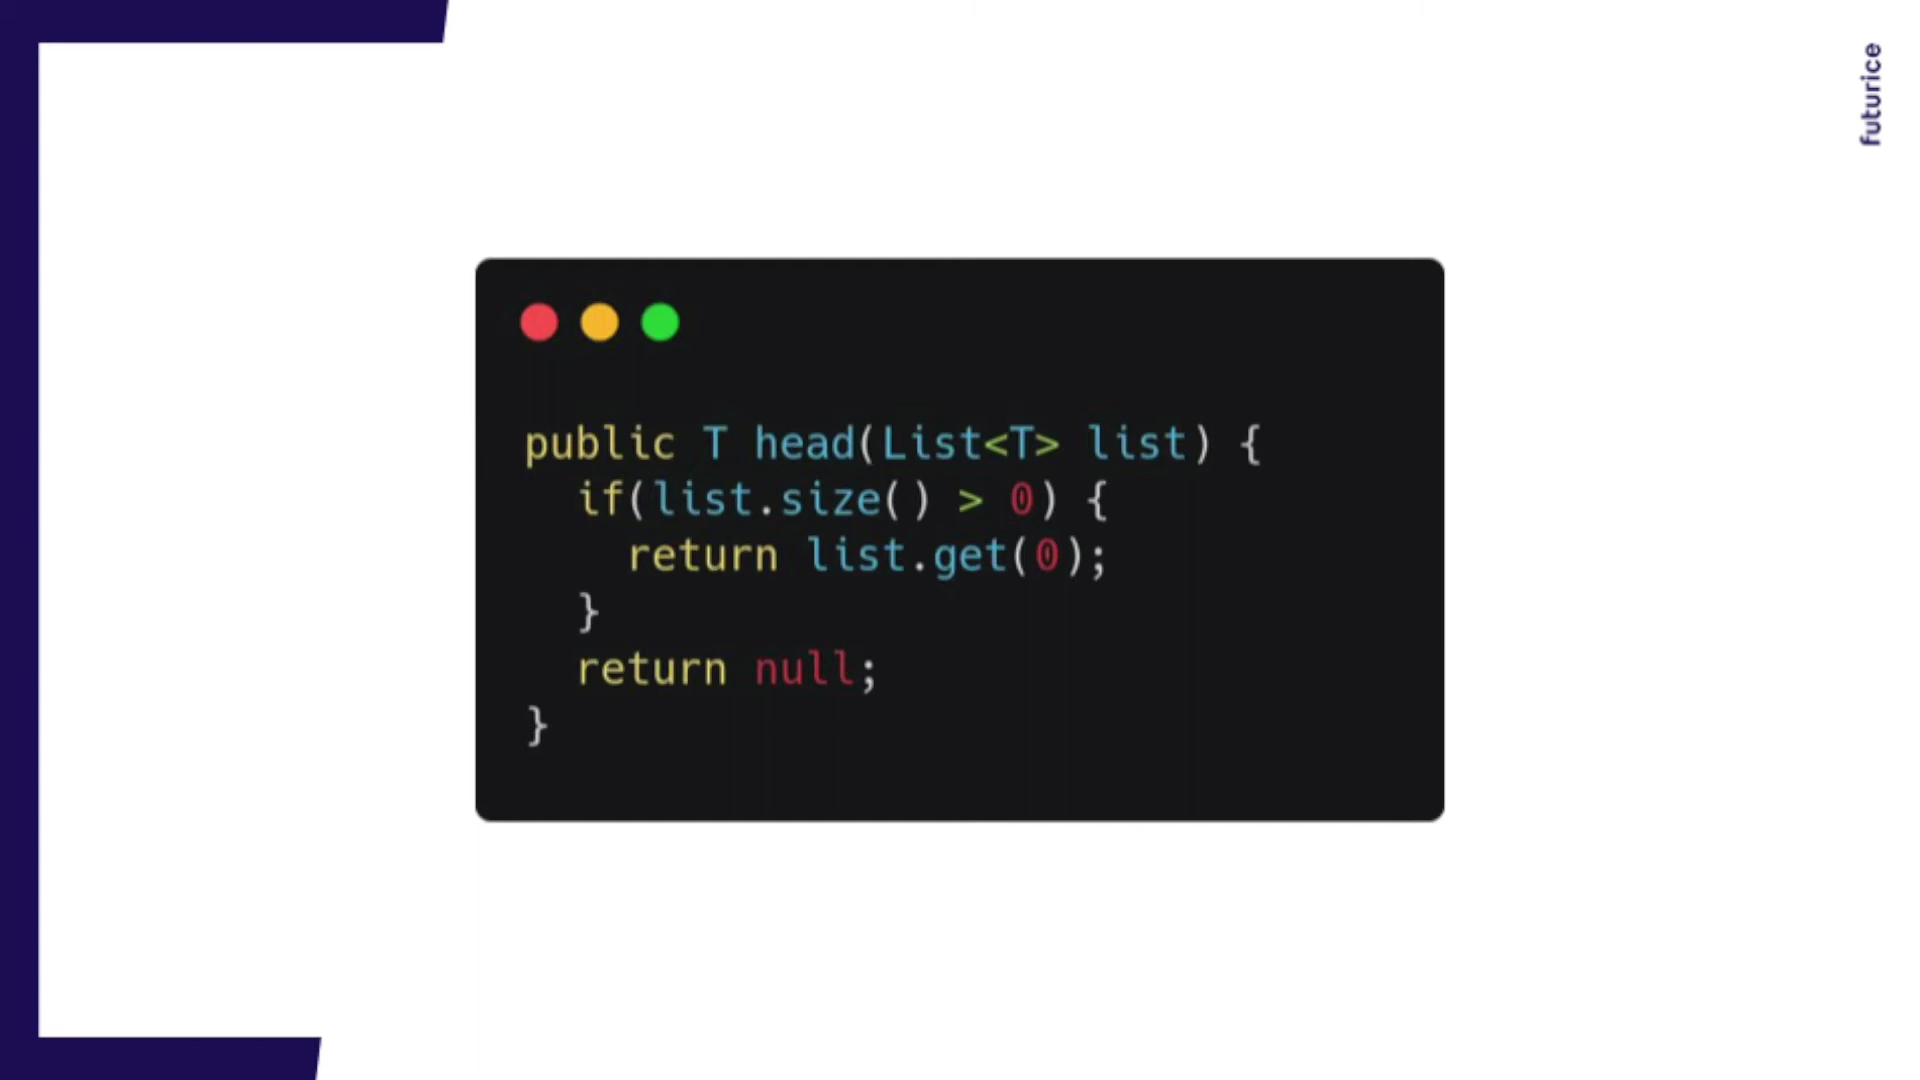 futurice
public T head(List<T> list) {
  if(list.size() > 0) {
    return list.get(0);
  }
  return null;
}